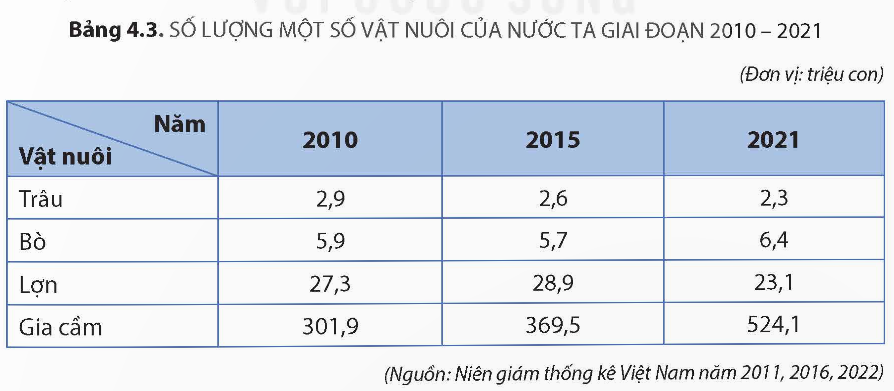 Bảng 4.3. SỐ LƯỢNG MỘT SỐ VẬT NUÔI CỦA NƯỚC TA GIAI ĐOẠN 2010 – 2021
(Đơn vị: triệu con)
Năm
Vật nuôi
2010 2015 2021
Trâu 2,9 2,6 2,3
Bò 5,9 5,7 6,4
Lợn 27,3 28,9 23,1
Gia cầm 301,9 369,5 524,1
(Nguồn: Niên giám thống kê Việt Nam năm 2011, 2016, 2022)